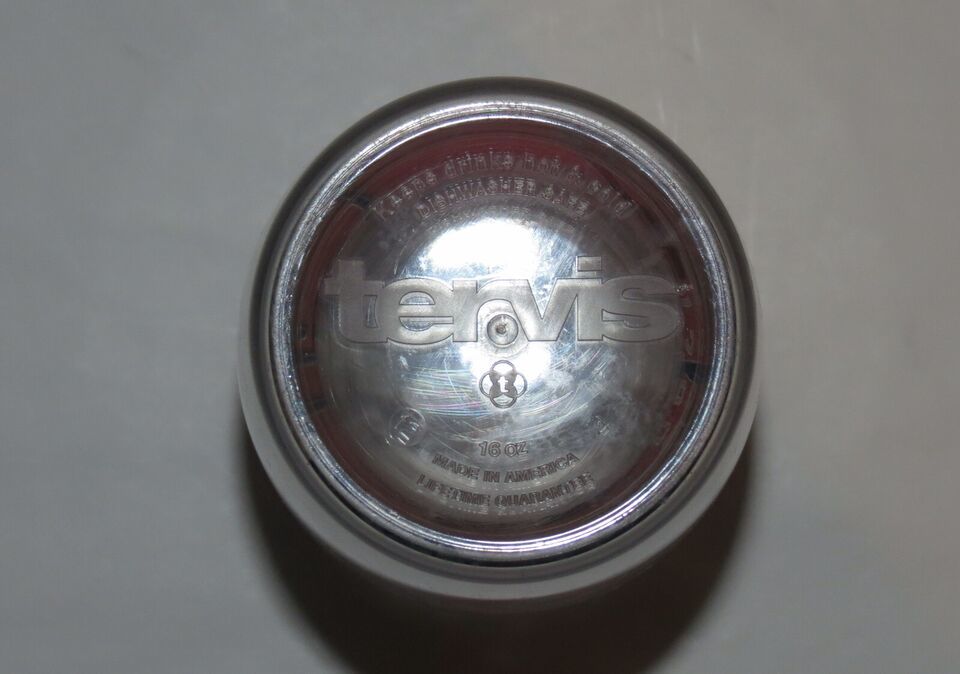 Keeps drinks hot & cold
DISHWASHER SAFE
tervis
t
16 OZ
MADE IN AMERICA
LIFETIME GUARANTEE